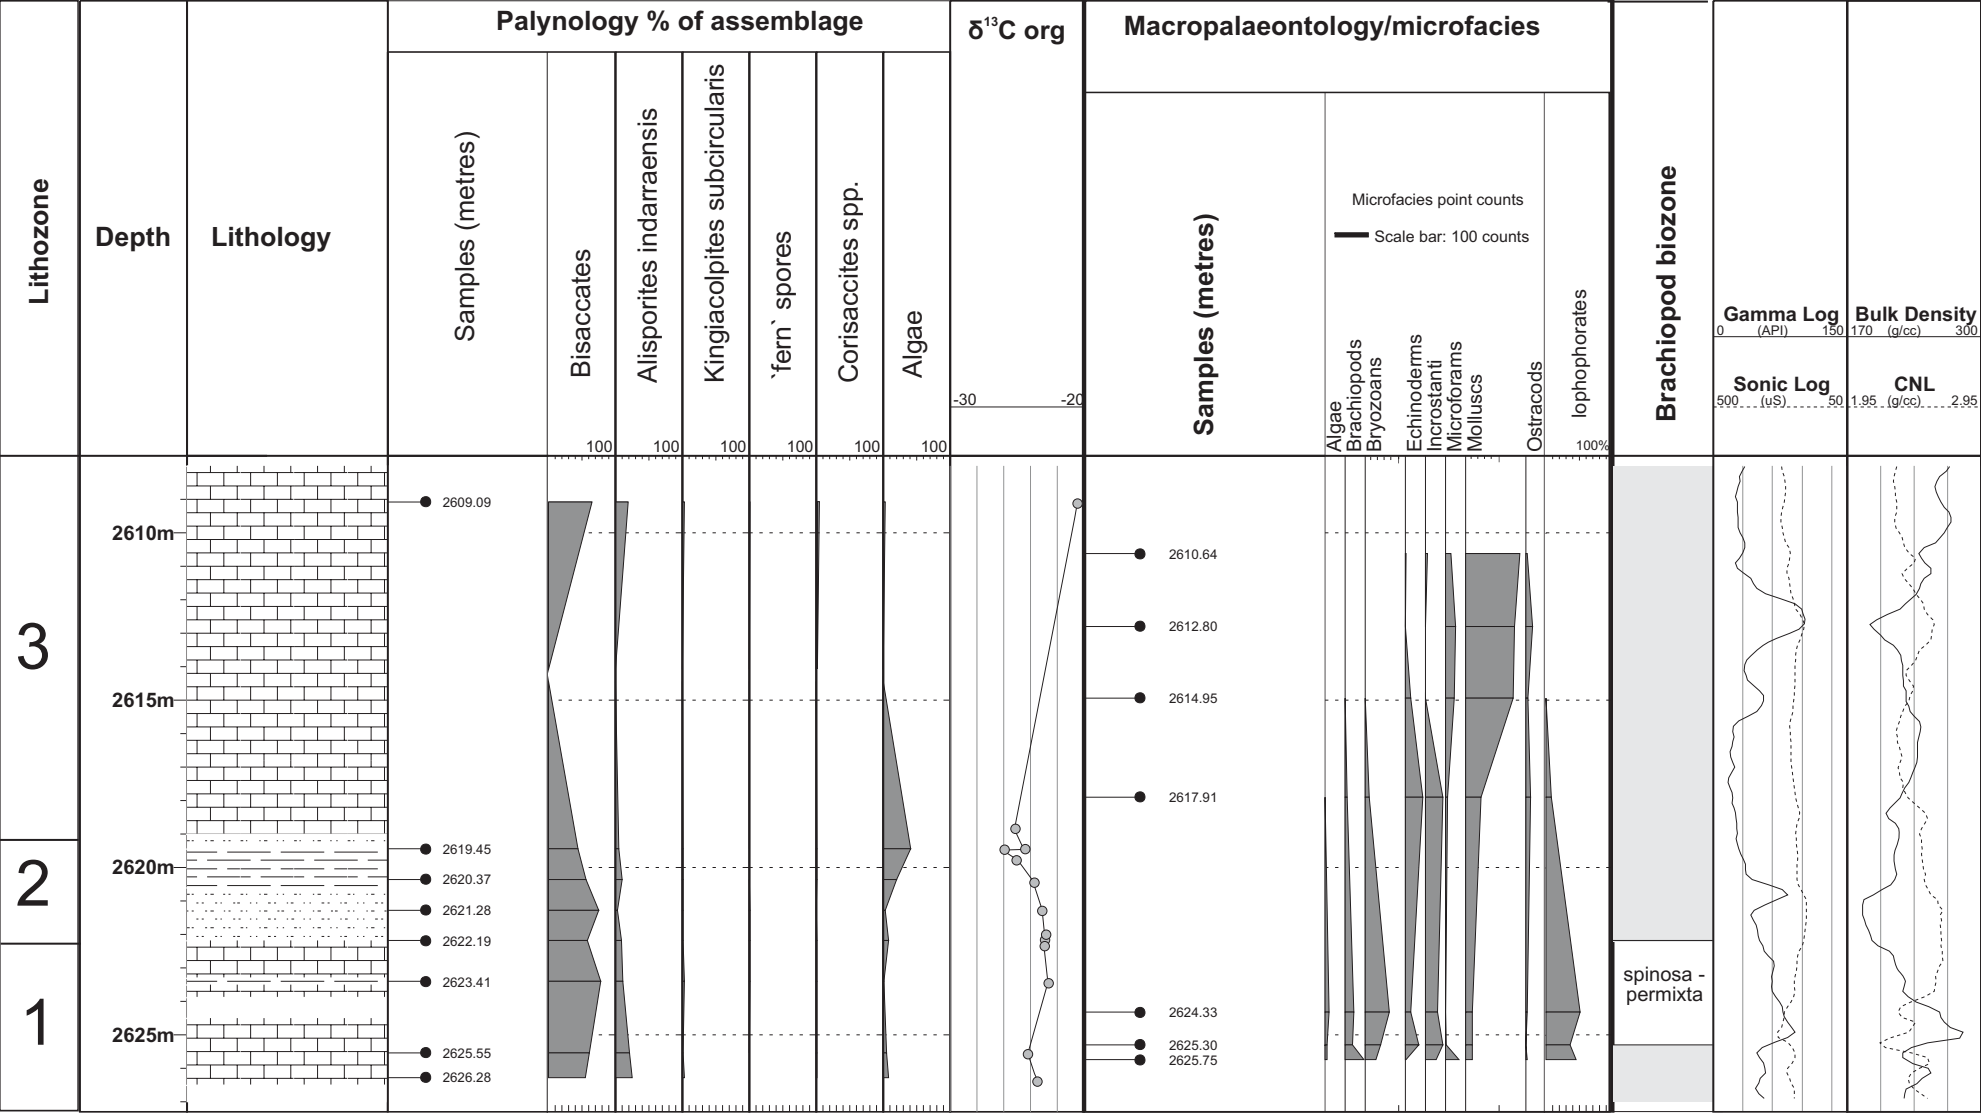 Palynology % of assemblage
δ¹³C org
Macropalaeontology/microfacies
Lithozone
Depth
Lithology
Samples (metres)
Bisaccates
Alisporites indarraensis
Kingiacolpites subcircularis
`fern` spores
Corisaccites spp.
Algae
100
100
100
100
100
100
-30
-20
Samples (metres)
Microfacies point counts
Scale bar: 100 counts
Algae
Brachiopods
Bryozoans
Echinoderms
Incrostanti
Microforams
Molluscs
Ostracods
lophophorates
100%
Brachiopod biozone
Gamma Log
0 (API) 150
Sonic Log
500 (uS) 50
Bulk Density
170 (g/cc) 300
CNL
1.95 (g/cc) 2.95
3
2
1
2610m
2615m
2620m
2625m
2609.09
2619.45
2620.37
2621.28
2622.19
2623.41
2625.55
2626.28
2610.64
2612.80
2614.95
2617.91
2624.33
2625.30
2625.75
spinosa -
permixta